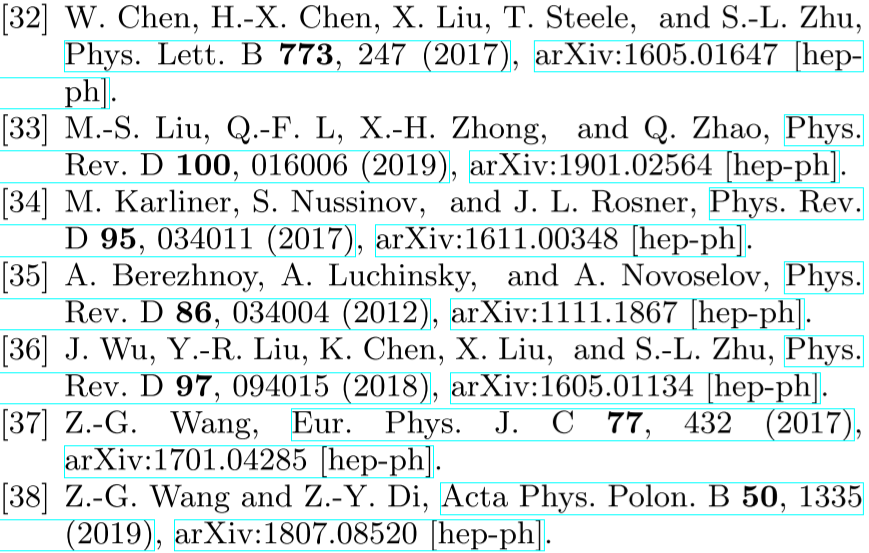 [32] W. Chen, H.-X. Chen, X. Liu, T. Steele, and S.-L. Zhu,
Phys. Lett. B 773, 247 (2017), arXiv:1605.01647 [hep-
ph].
[33] M.-S. Liu, Q.-F. L, X.-H. Zhong, and Q. Zhao, Phys.
Rev. D 100, 016006 (2019), arXiv:1901.02564 [hep-ph].
[34] M. Karliner, S. Nussinov, and J. L. Rosner, Phys. Rev.
D 95, 034011 (2017), arXiv:1611.00348 [hep-ph].
[35] A. Berezhnoy, A. Luchinsky, and A. Novoselov, Phys.
Rev. D 86, 034004 (2012), arXiv:1111.1867 [hep-ph].
[36] J. Wu, Y.-R. Liu, K. Chen, X. Liu, and S.-L. Zhu, Phys.
Rev. D 97, 094015 (2018), arXiv:1605.01134 [hep-ph].
[37] Z.-G. Wang, Eur. Phys. J. C 77, 432 (2017),
arXiv:1701.04285 [hep-ph].
[38] Z.-G. Wang and Z.-Y. Di, Acta Phys. Polon. B 50, 1335
(2019), arXiv:1807.08520 [hep-ph].